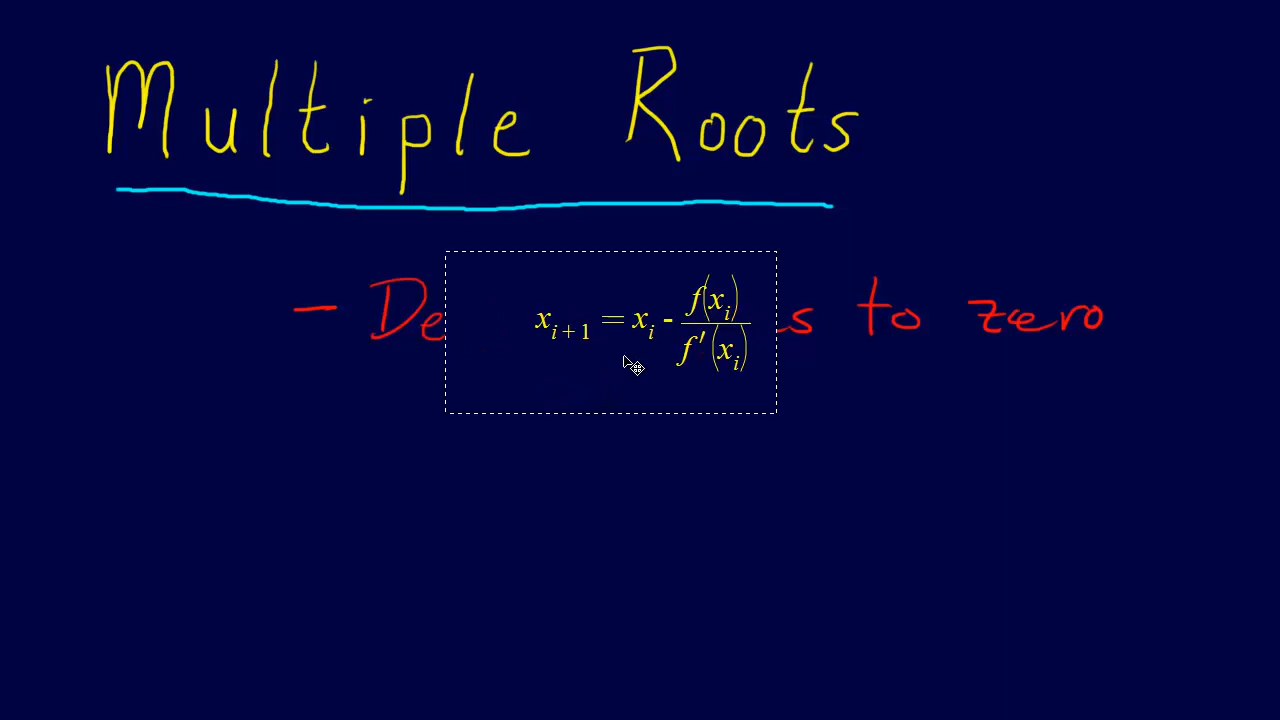 Multiple Roots
- De s to zero
x_{i+1} = x_i - f(x_i) / f'(x_i)